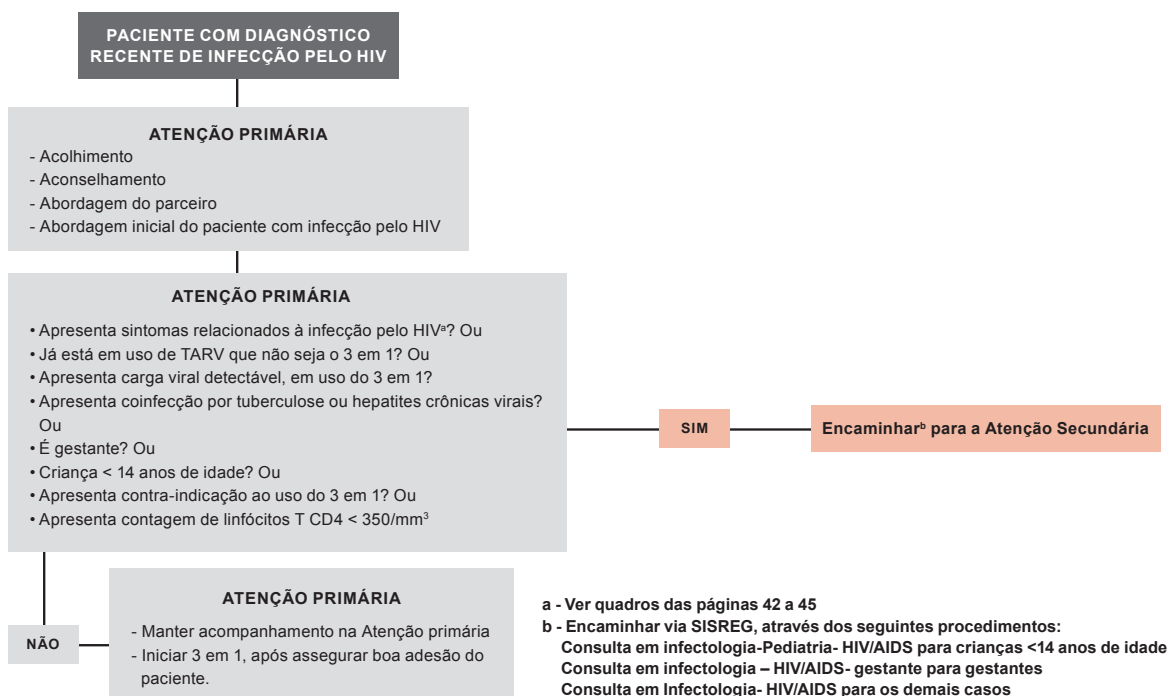 PACIENTE COM DIAGNÓSTICO
RECENTE DE INFECÇÃO PELO HIV
ATENÇÃO PRIMÁRIA
- Acolhimento
- Aconselhamento
- Abordagem do parceiro
- Abordagem inicial do paciente com infecção pelo HIV
ATENÇÃO PRIMÁRIA
• Apresenta sintomas relacionados à infecção pelo HIVª? Ou
• Já está em uso de TARV que não seja o 3 em 1? Ou
• Apresenta carga viral detectável, em uso do 3 em 1?
• Apresenta coinfecção por tuberculose ou hepatites crônicas virais?
Ou
• É gestante? Ou
• Criança < 14 anos de idade? Ou
• Apresenta contra-indicação ao uso do 3 em 1? Ou
• Apresenta contagem de linfócitos T CD4 < 350/mm³
SIM
Encaminharᵇ para a Atenção Secundária
NÃO
ATENÇÃO PRIMÁRIA
- Manter acompanhamento na Atenção primária
- Iniciar 3 em 1, após assegurar boa adesão do
paciente.
a - Ver quadros das páginas 42 a 45
b - Encaminhar via SISREG, através dos seguintes procedimentos:
Consulta em infectologia-Pediatria- HIV/AIDS para crianças <14 anos de idade
Consulta em infectologia – HIV/AIDS- gestante para gestantes
Consulta em Infectologia- HIV/AIDS para os demais casos